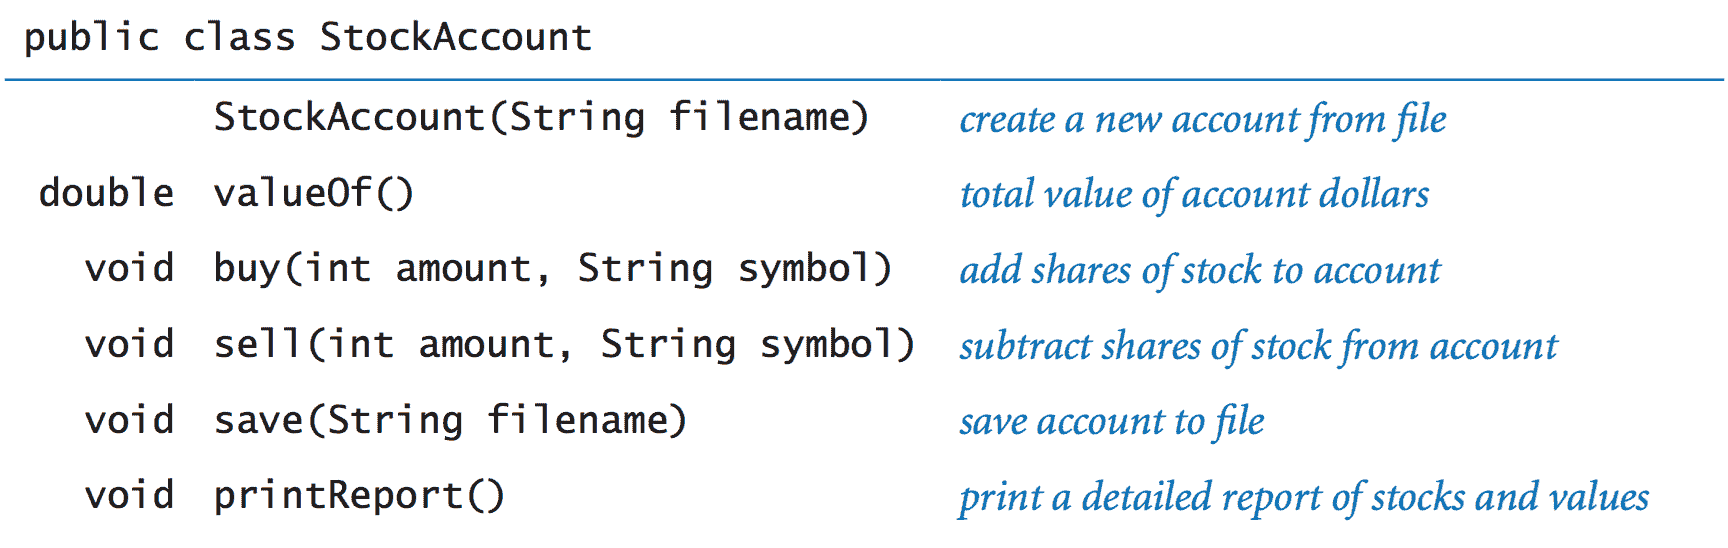 public class StockAccount
StockAccount(String filename) create a new account from file
double valueOf() total value of account dollars
void buy(int amount, String symbol) add shares of stock to account
void sell(int amount, String symbol) subtract shares of stock from account
void save(String filename) save account to file
void printReport() print a detailed report of stocks and values